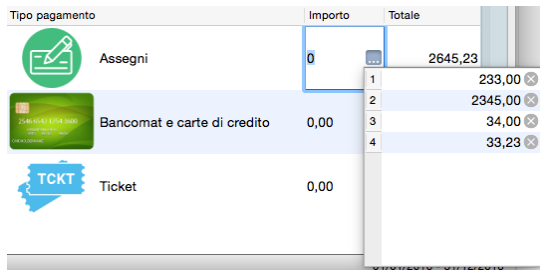 Tipo pagamento Importo Totale
Assegni 0 ... 2645,23
1 233,00
2 2345,00
3 34,00
4 33,23
Bancomat e carte di credito 0,00
TCKT
Ticket 0,00